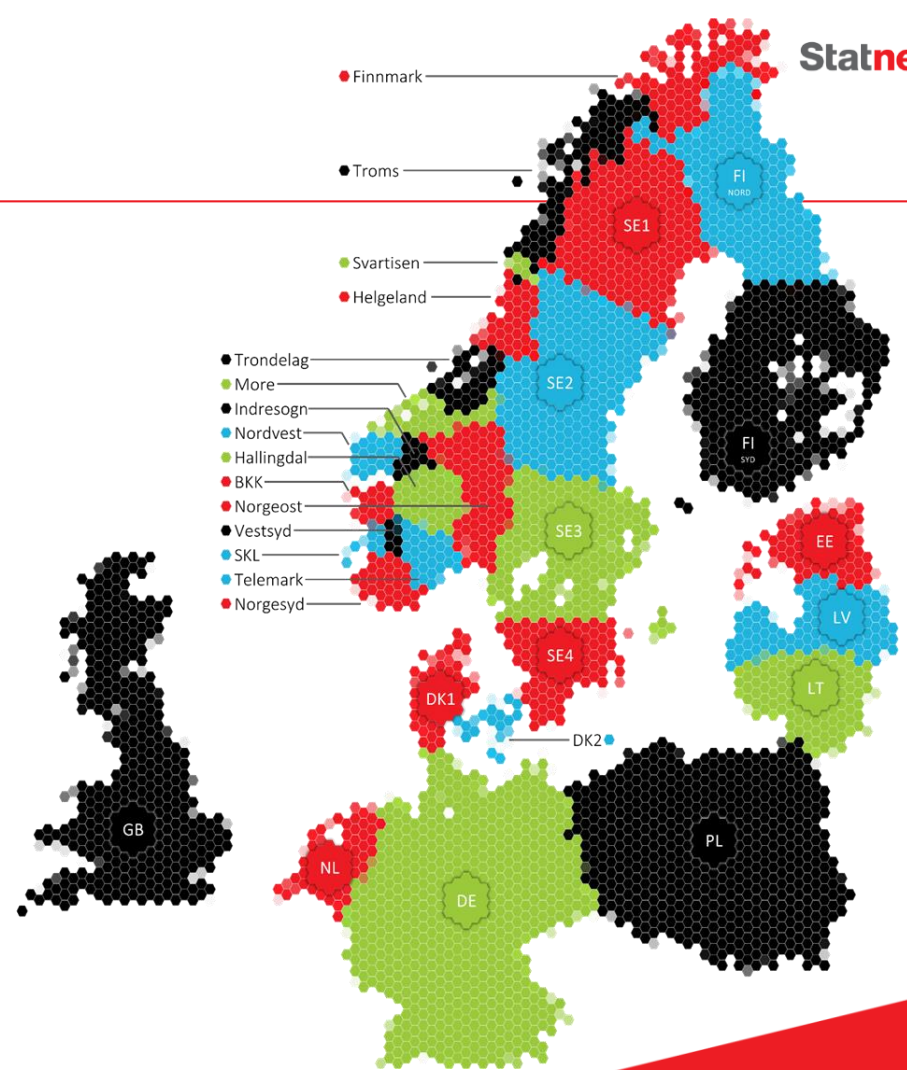 Statne
Finnmark
Troms
FI
NORD
SE1
Svartisen
Helgeland
Trondelag
More
Indresogn
Nordvest
Hallingdal
BKK
Norgeost
Vestsyd
SKL
Telemark
Norgesyd
SE2
FI
SYD
SE3
EE
LV
SE4
LT
DK1
DK2
GB
PL
NL
DE